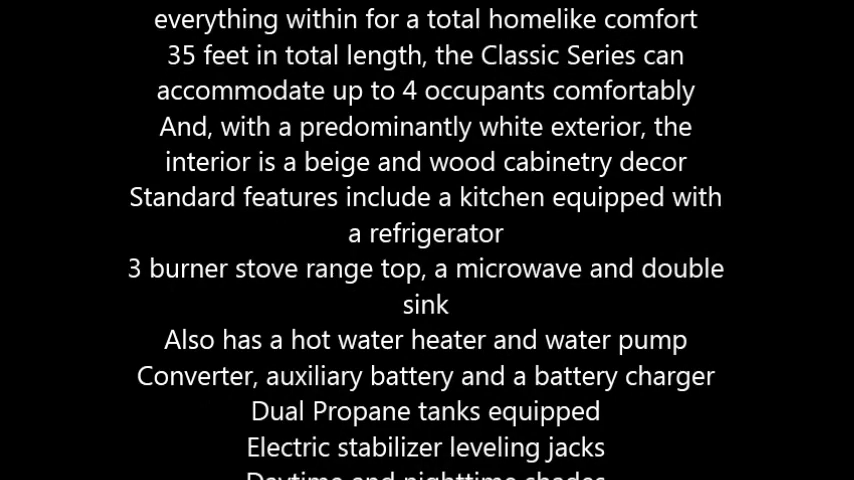 everything within for a total homelike comfort
35 feet in total length, the Classic Series can
accommodate up to 4 occupants comfortably
And, with a predominantly white exterior, the
interior is a beige and wood cabinetry decor
Standard features include a kitchen equipped with
a refrigerator
3 burner stove range top, a microwave and double
sink
Also has a hot water heater and water pump
Converter, auxiliary battery and a battery charger
Dual Propane tanks equipped
Electric stabilizer leveling jacks
Daytime and nighttime shades